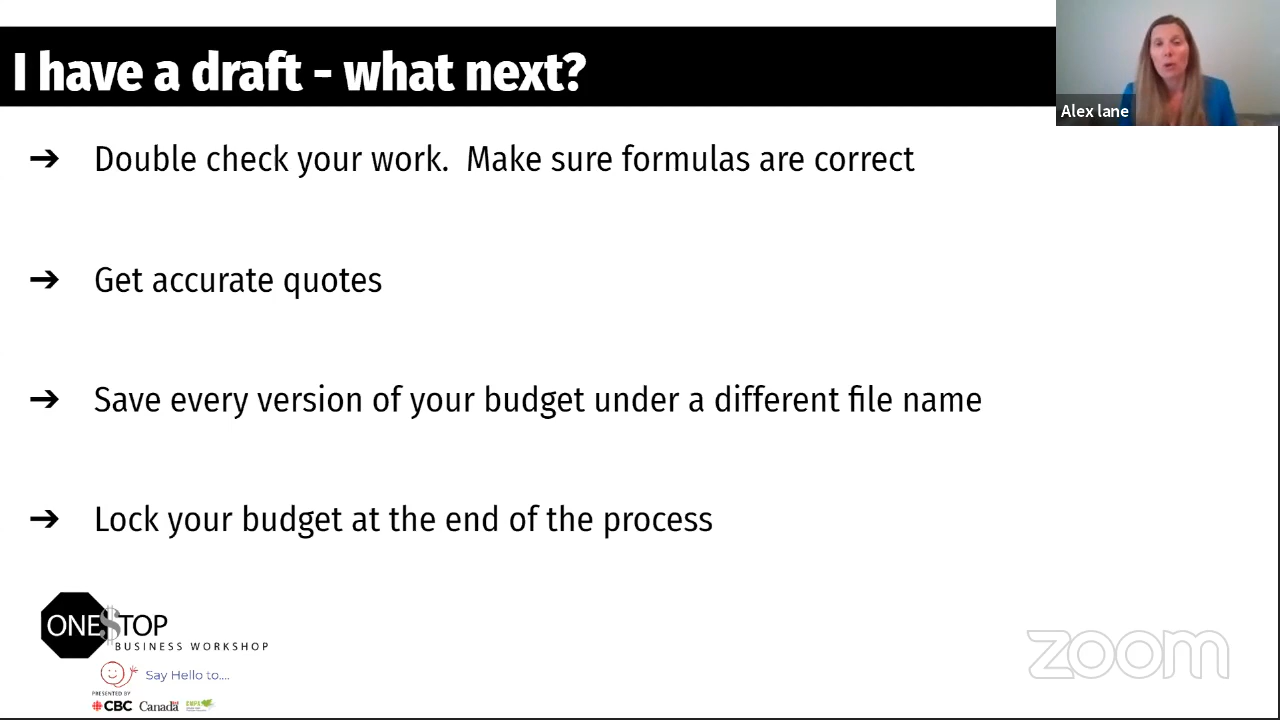 I have a draft - what next?
Alex lane
➔ Double check your work. Make sure formulas are correct
➔ Get accurate quotes
➔ Save every version of your budget under a different file name
➔ Lock your budget at the end of the process
ONE$TOP
BUSINESS WORKSHOP
Say Hello to....
PRESENTED BY
CBC Canada
zoom